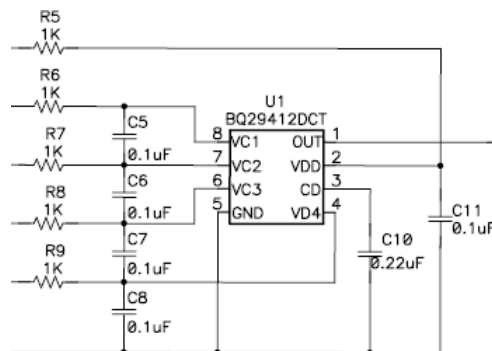 R5
1K
R6
1K
R7
1K
R8
1K
R9
1K
C5
0.1uF
C6
0.1uF
C7
0.1uF
C8
0.1uF
U1
BQ29412DCT
8 VC1 OUT 1
7 VC2 VDD 2
6 VC3 CD 3
5 GND VD4 4
C10
0.22uF
C11
0.1uF